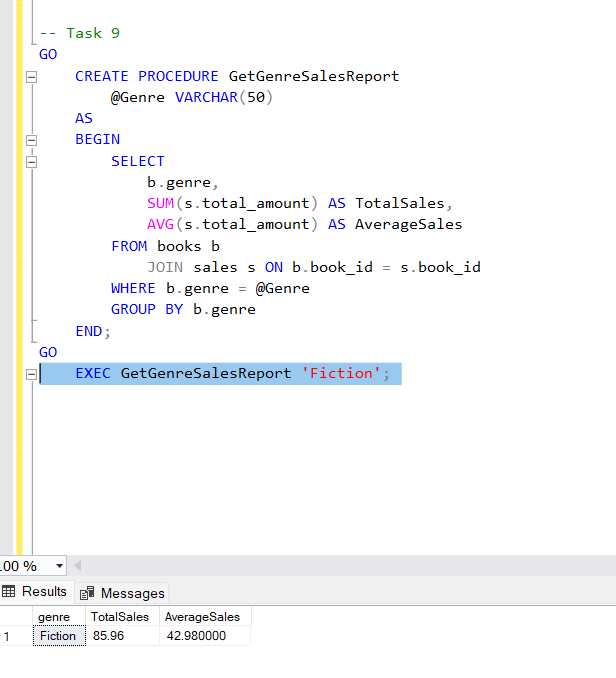 -- Task 9
GO
CREATE PROCEDURE GetGenreSalesReport
@Genre VARCHAR(50)
AS
BEGIN
SELECT
b.genre,
SUM(s.total_amount) AS TotalSales,
AVG(s.total_amount) AS AverageSales
FROM books b
JOIN sales s ON b.book_id = s.book_id
WHERE b.genre = @Genre
GROUP BY b.genre
END;
GO
EXEC GetGenreSalesReport 'Fiction';
.00 %
Results Messages
genre TotalSales AverageSales
1 Fiction 85.96 42.980000